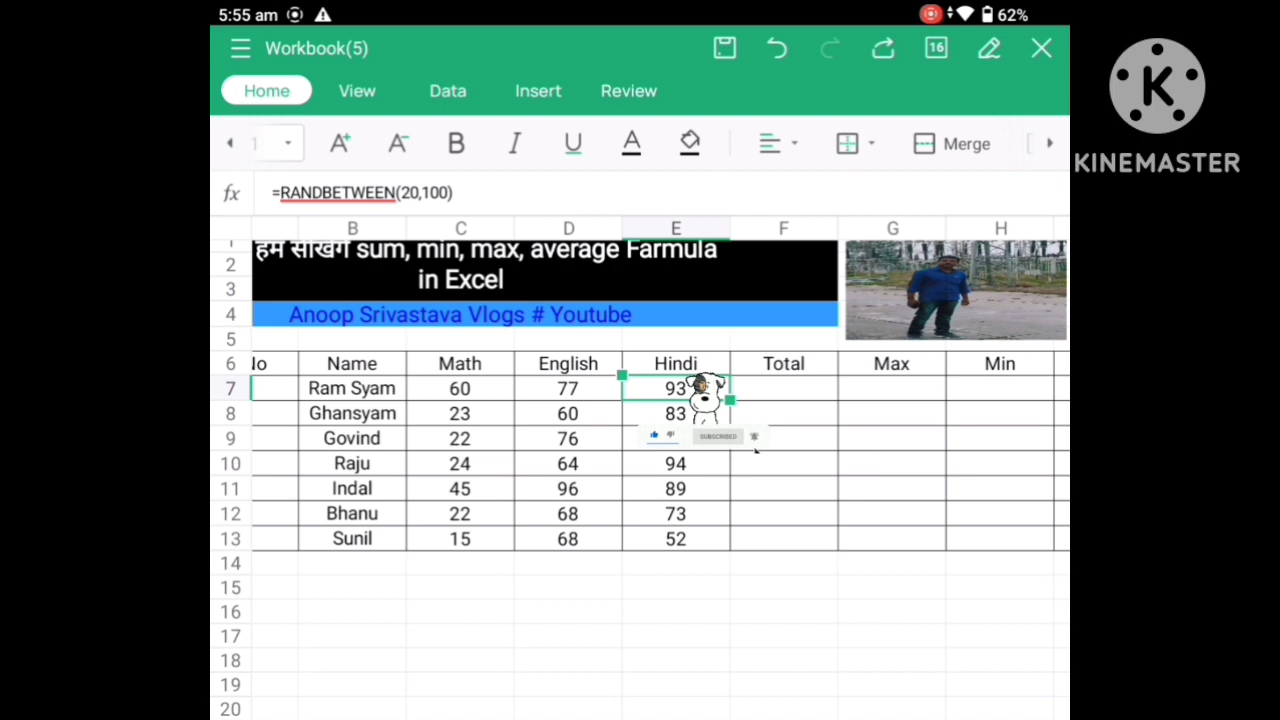 5:55 am 62%
Workbook(5) 16
Home View Data Insert Review
KINEMASTER
1 A+ A- B I U A Merge
fx =RANDBETWEEN(20,100)
B C D E F G H
1 हम sum, min, max, average Farmula
2
3 in Excel
4 Anoop Srivastava Vlogs # Youtube
5
6 No Name Math English Hindi Total Max Min
7 Ram Syam 60 77 93
8 Ghansyam 23 60 83
9 Govind 22 76
SUBSCRIBED
10 Raju 24 64 94
11 Indal 45 96 89
12 Bhanu 22 68 73
13 Sunil 15 68 52
14
15
16
17
18
19
20